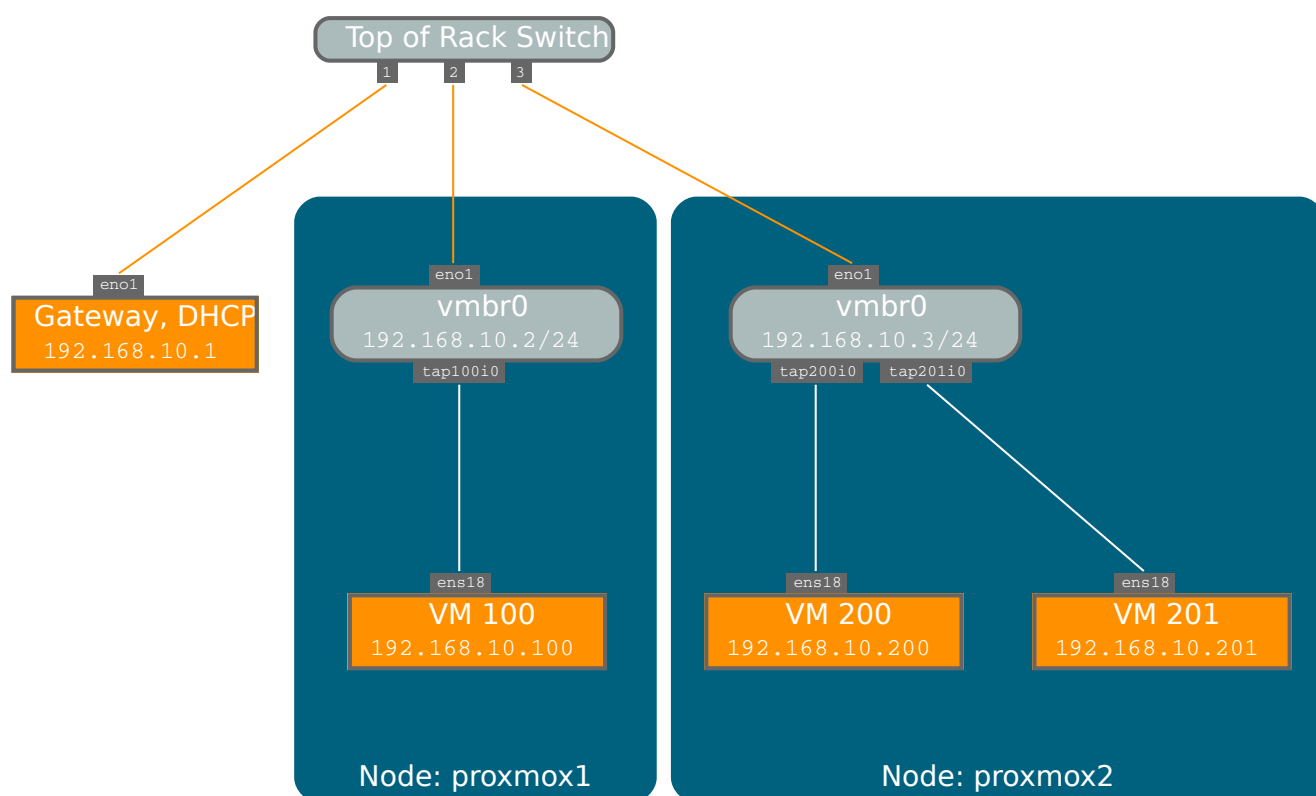 Top of Rack Switch
1 2 3
eno1 eno1 eno1
Gateway, DHCP
192.168.10.1
vmbr0
192.168.10.2/24
tap100i0
vmbr0
192.168.10.3/24
tap200i0 tap201i0
ens18 ens18 ens18
VM 100
192.168.10.100
VM 200
192.168.10.200
VM 201
192.168.10.201
Node: proxmox1
Node: proxmox2